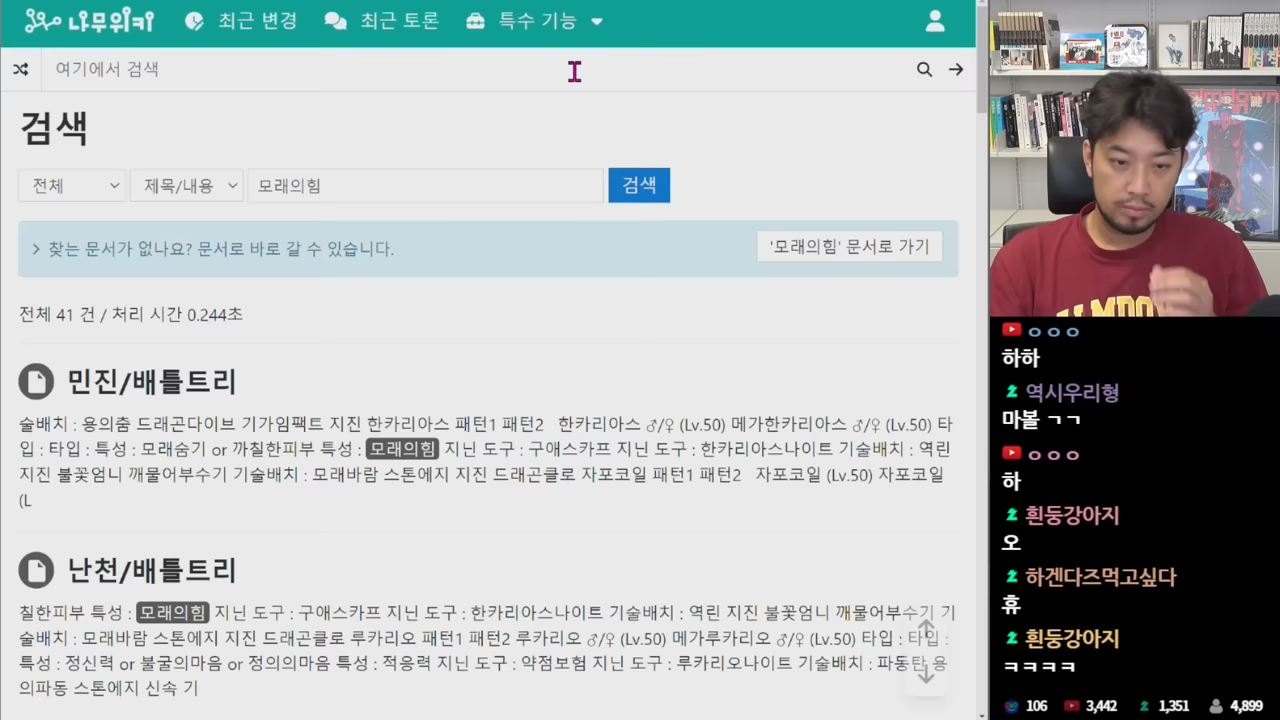 나무위키
최근 변경
최근 토론
특수 기능
여기에서 검색
검색
전체
제목/내용
모래의힘
검색
찾는 문서가 없나요? 문서로 바로 갈 수 있습니다.
'모래의힘' 문서로 가기
전체 41 건 / 처리 시간 0.244초
민진/배틀트리
술배치 : 용의춤 드래곤다이브 기가임팩트 지진 한카리아스 패턴1 패턴2 한카리아스 ♂/♀ (Lv.50) 메가한카리아스 ♂/♀ (Lv.50) 타
입 : 타입 : 특성 : 모래숨기 or 까칠한피부 특성 : 모래의힘 지닌 도구 : 구애스카프 지닌 도구 : 한카리아스나이트 기술배치 : 역린
지진 불꽃엄니 깨물어부수기 기술배치 : 모래바람 스톤에지 지진 드래곤클로 자포코일 패턴1 패턴2 자포코일 (Lv.50) 자포코일
(L
난천/배틀트리
칠한피부 특성 : 모래의힘 지닌 도구 : 구애스카프 지닌 도구 : 한카리아스나이트 기술배치 : 역린 지진 불꽃엄니 깨물어부수기 기
술배치 : 모래바람 스톤에지 지진 드래곤클로 루카리오 패턴1 패턴2 루카리오 ♂/♀ (Lv.50) 메가루카리오 ♂/♀ (Lv.50) 타입 : 타입 :
특성 : 정신력 or 불굴의마음 or 정의의마음 특성 : 적응력 지닌 도구 : 약점보험 지닌 도구 : 루카리오나이트 기술배치 : 파동탄 용
의파동 스톤에지 신속 기
ㅇㅇㅇ
하하
역시우리형
마볼 ㄱㄱ
ㅇㅇㅇ
하
흰둥강아지
오
하겐다즈먹고싶다
휴
흰둥강아지
ㅋㅋㅋㅋ
106
3,442
1,351
4,899